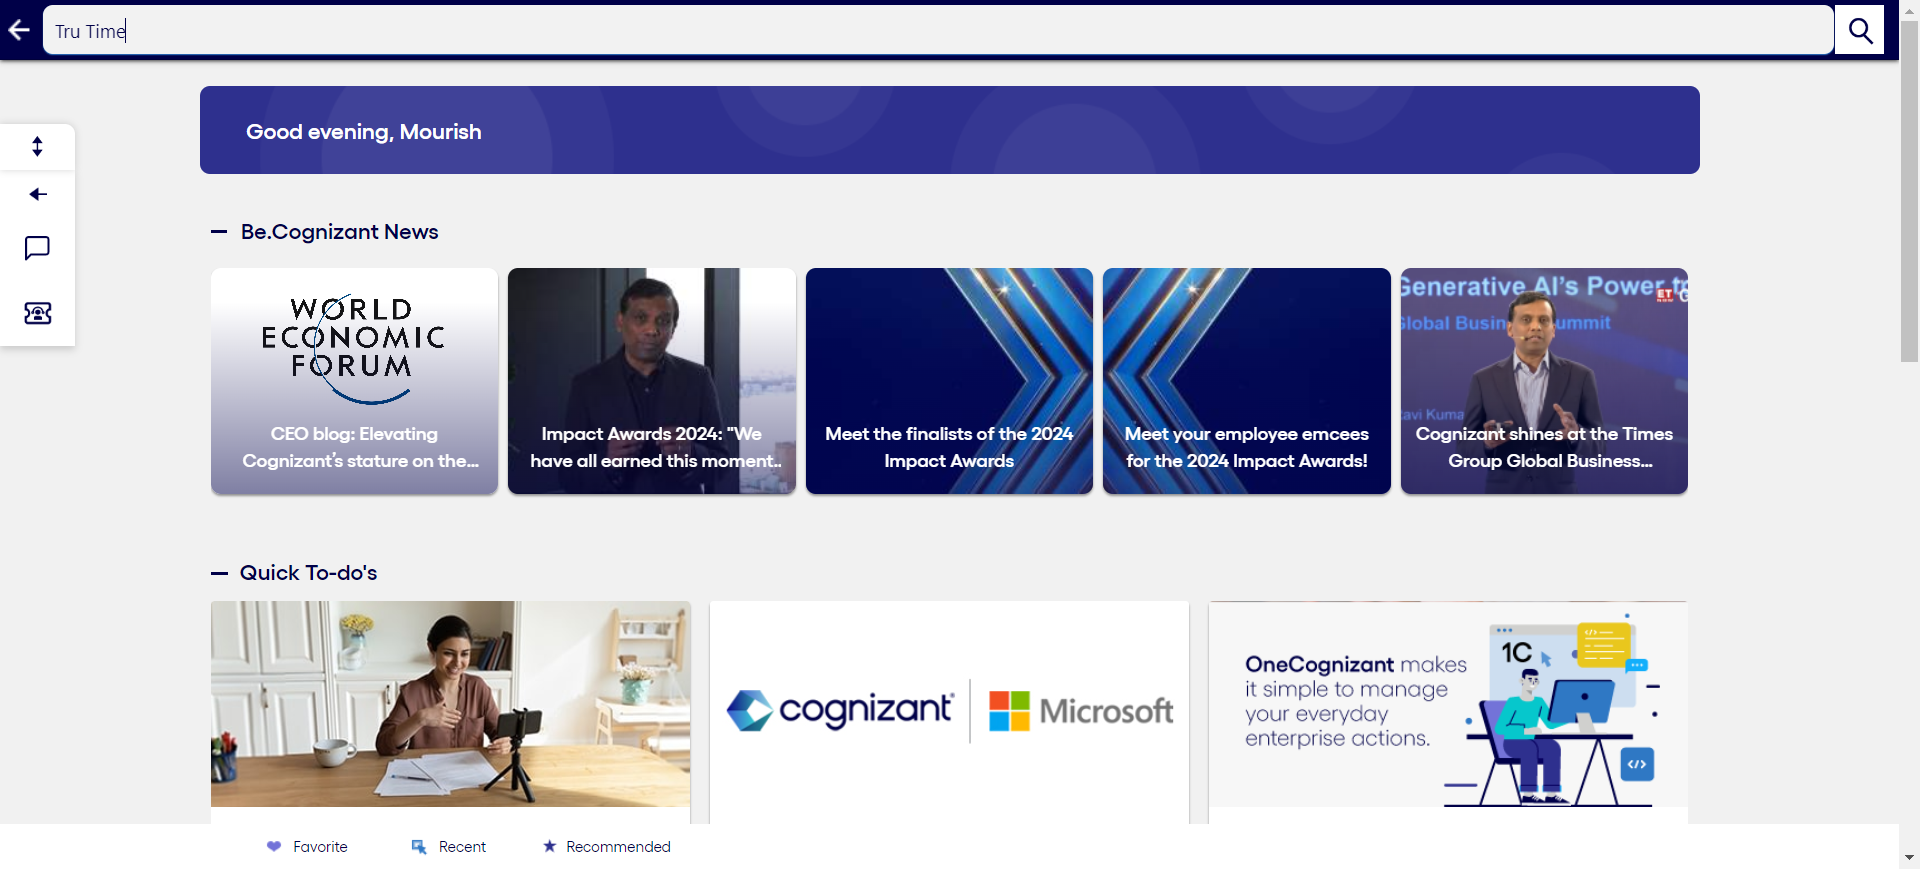 Tru Time
Good evening, Mourish
Be.Cognizant News
WORLD
ECONOMIC
FORUM
CEO blog: Elevating
Cognizant’s stature on the...
Impact Awards 2024: "We
have all earned this moment..
Meet the finalists of the 2024
Impact Awards
Meet your employee emcees
for the 2024 Impact Awards!
Generative AI’s Power to
ET
Global Business Summit
Ravi Kuma
Cognizant shines at the Times
Group Global Business...
Quick To-do's
cognizant
Microsoft
OneCognizant makes
it simple to manage
your everyday
enterprise actions.
1C
</>
</>
Favorite
Recent
Recommended